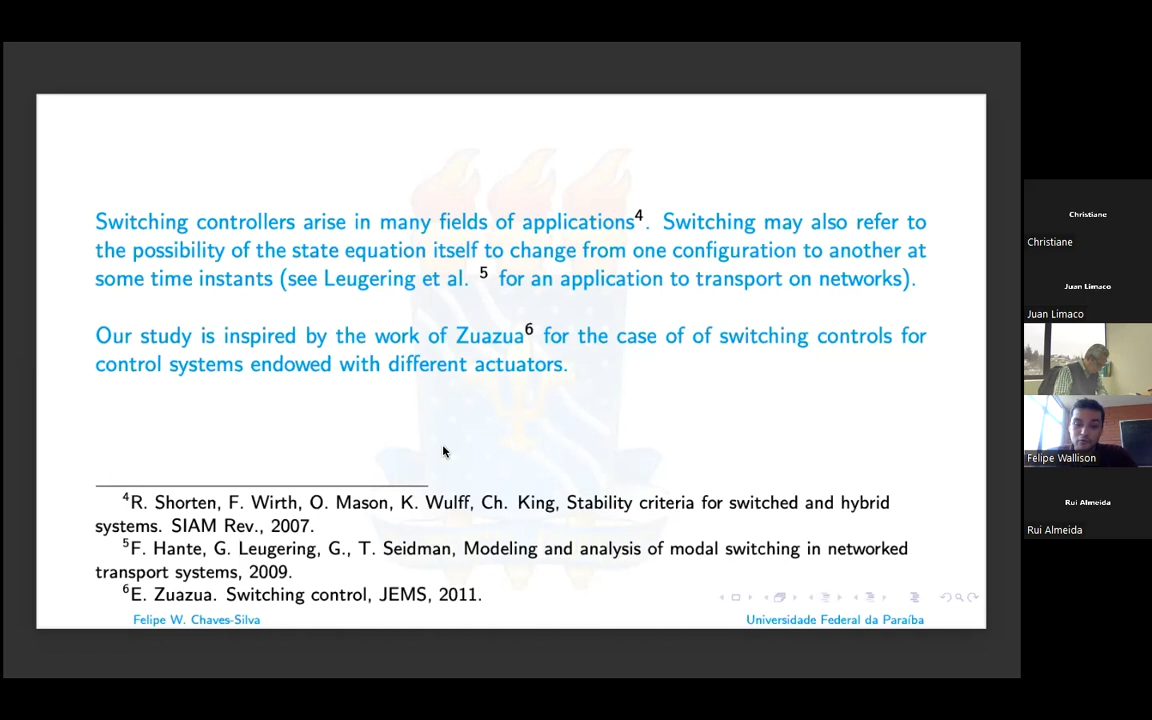 Switching controllers arise in many fields of applications⁴. Switching may also refer to
the possibility of the state equation itself to change from one configuration to another at
some time instants (see Leugering et al. ⁵ for an application to transport on networks).
Our study is inspired by the work of Zuazua⁶ for the case of of switching controls for
control systems endowed with different actuators.
⁴R. Shorten, F. Wirth, O. Mason, K. Wulff, Ch. King, Stability criteria for switched and hybrid
systems. SIAM Rev., 2007.
⁵F. Hante, G. Leugering, G., T. Seidman, Modeling and analysis of modal switching in networked
transport systems, 2009.
⁶E. Zuazua. Switching control, JEMS, 2011.
Felipe W. Chaves-Silva
Universidade Federal da Paraíba
Christiane
Christiane
Juan Limaco
Juan Limaco
Felipe Wallison
Rui Almeida
Rui Almeida